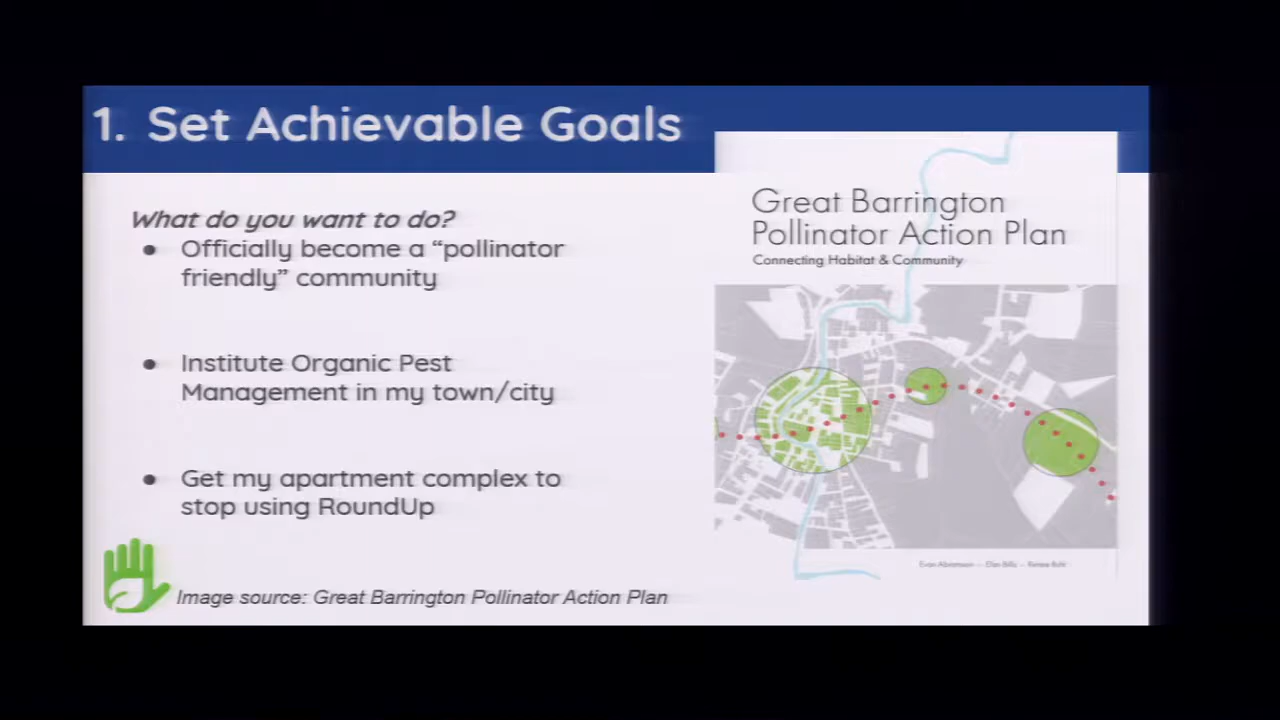 1. Set Achievable Goals
What do you want to do?
● Officially become a “pollinator
friendly” community
● Institute Organic Pest
Management in my town/city
● Get my apartment complex to
stop using RoundUp
Image source: Great Barrington Pollinator Action Plan
Great Barrington
Pollinator Action Plan
Connecting Habitat & Community